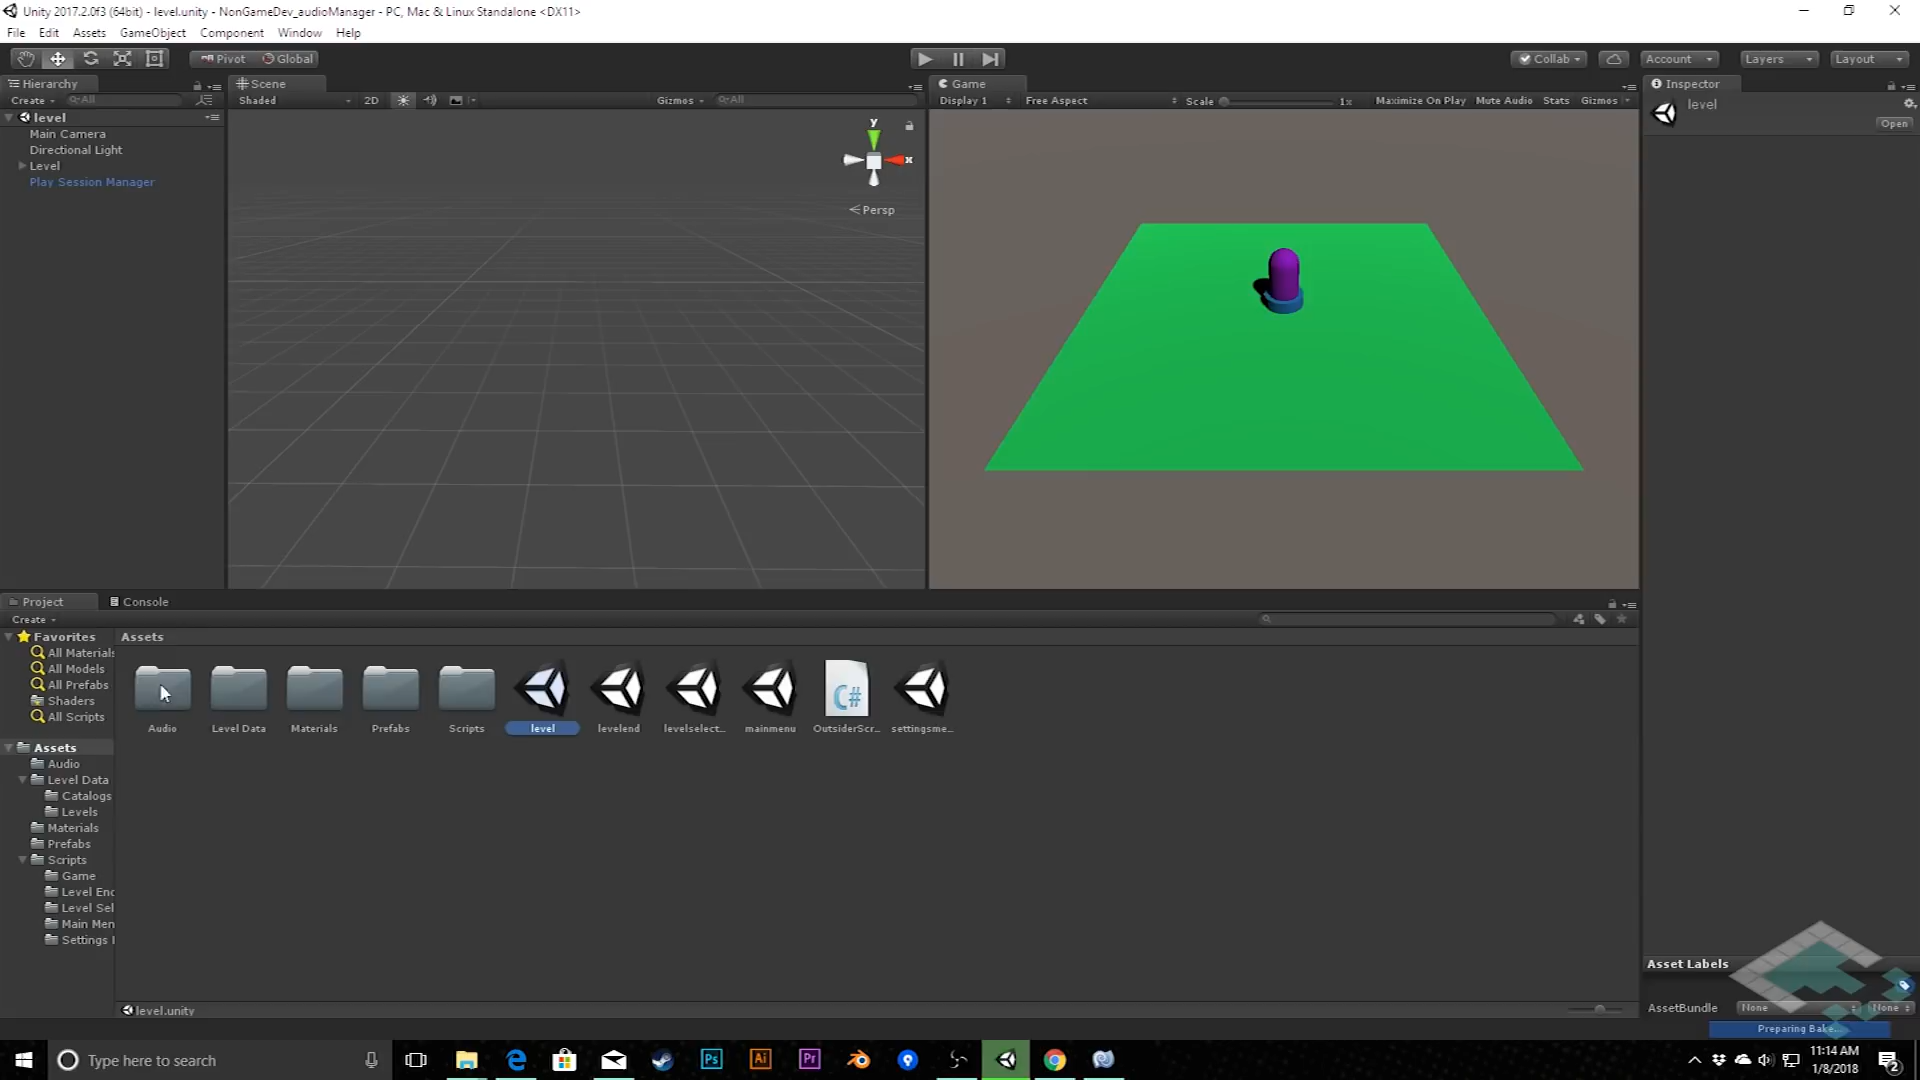 Unity 2017.2.0f3 (64bit) - level.unity - NonGameDev_audioManager - PC, Mac & Linux Standalone <DX11>
File Edit Assets GameObject Component Window Help
Pivot Global Collab Account Layers Layout
Hierarchy Scene Game Inspector
Create All Shaded 2D Gizmos All Display 1 Free Aspect Scale 1x Maximize On Play Mute Audio Stats Gizmos
level
Open
level
Main Camera
Directional Light
Level
Play Session Manager
y
x
Persp
Project Console
Create
Favorites
All Materials
All Models
All Prefabs
Shaders
All Scripts
Assets
Audio
Level Data
Catalogs
Levels
Materials
Prefabs
Scripts
Game
Level End
Level Sel
Main Men
Settings
Assets
C#
Audio Level Data Materials Prefabs Scripts level levelend levelselect... mainmenu OutsiderScr... settingsme...
level.unity
Asset Labels
AssetBundle None None
Preparing Bake...
Type here to search
Ps Ai Pr
11:14 AM
1/8/2018
2